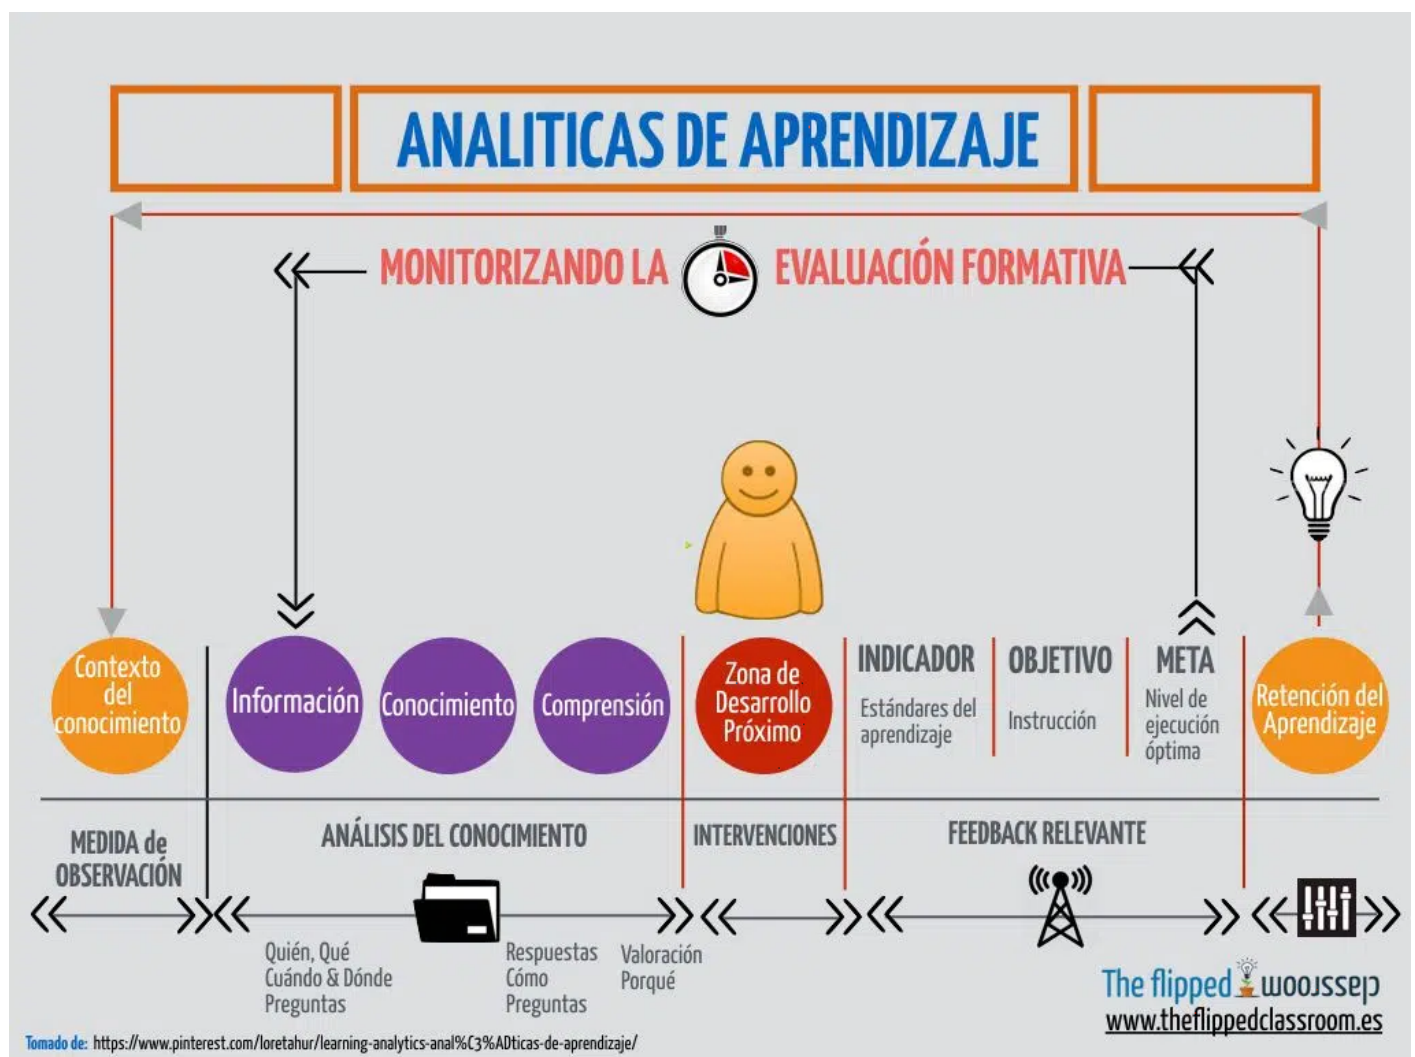 ANALITICAS DE APRENDIZAJE
MONITORIZANDO LA EVALUACIÓN FORMATIVA
Contexto
del
conocimiento
Información
Conocimiento
Comprensión
Zona de
Desarrollo
Próximo
INDICADOR
Estándares del
aprendizaje
OBJETIVO
Instrucción
META
Nivel de
ejecución
óptima
Retención del
Aprendizaje
MEDIDA de
OBSERVACIÓN
ANÁLISIS DEL CONOCIMIENTO
INTERVENCIONES
FEEDBACK RELEVANTE
Quién, Qué
Cuándo & Dónde
Preguntas
Respuestas
Cómo
Preguntas
Valoración
Porqué
The flipped classroom
www.theflippedclassroom.es
Tomado de: https://www.pinterest.com/loretahur/learning-analytics-anal%C3%ADticas-de-aprendizaje/